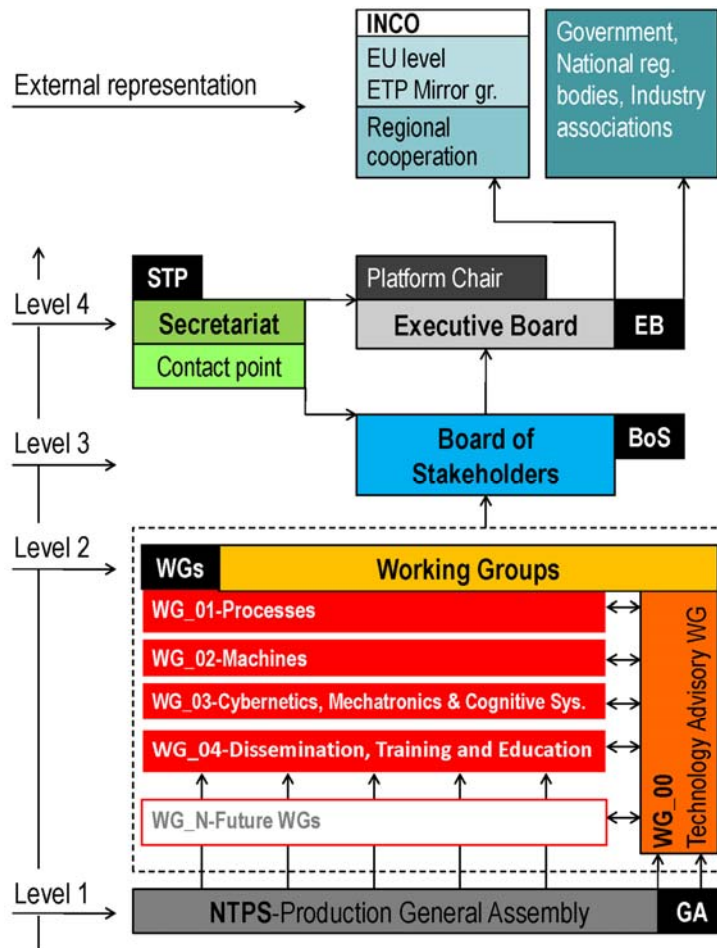 INCO
EU level
ETP Mirror gr.
Regional
cooperation
Government,
National reg.
bodies, Industry
associations
External representation
STP
Secretariat
Contact point
Platform Chair
Executive Board
EB
Level 4
Board of
Stakeholders
BoS
Level 3
Level 2
WGs
Working Groups
WG_01-Processes
WG_02-Machines
WG_03-Cybernetics, Mechatronics & Cognitive Sys.
WG_04-Dissemination, Training and Education
WG_N-Future WGs
WG_00
Technology Advisory WG
Level 1
NTPS-Production General Assembly
GA